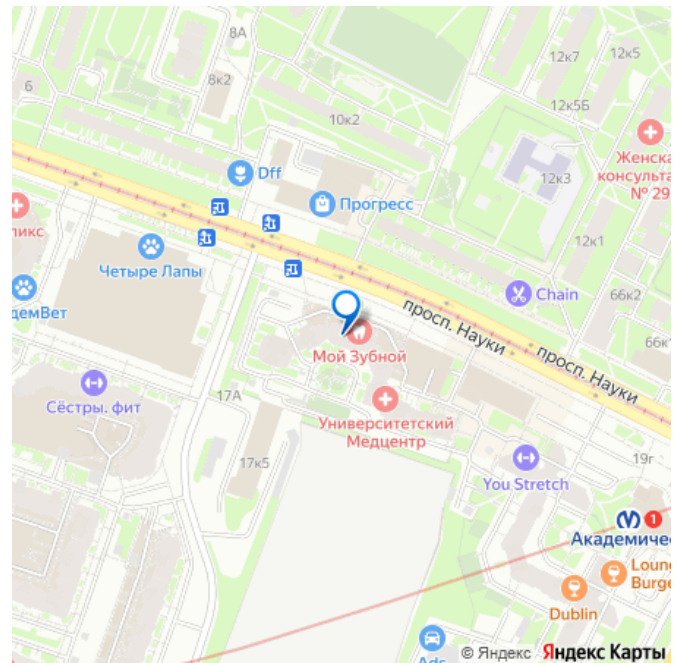 8А
8к2
6
10к2
12к7
12к5
12к5Б
Женска
консульта
№ 29
12к3
Dff
Прогресс
ликс
Четыре Лапы
12к1
демВет
Chain
66к2
просп. Науки
просп. Науки
66к
Мой Зубной
Сёстры. фит
17А
Университетский
Медцентр
17к5
19г
You Stretch
1
Академичес
Loung
Burge
Dublin
Ads
© Яндекс Яндекс Карты